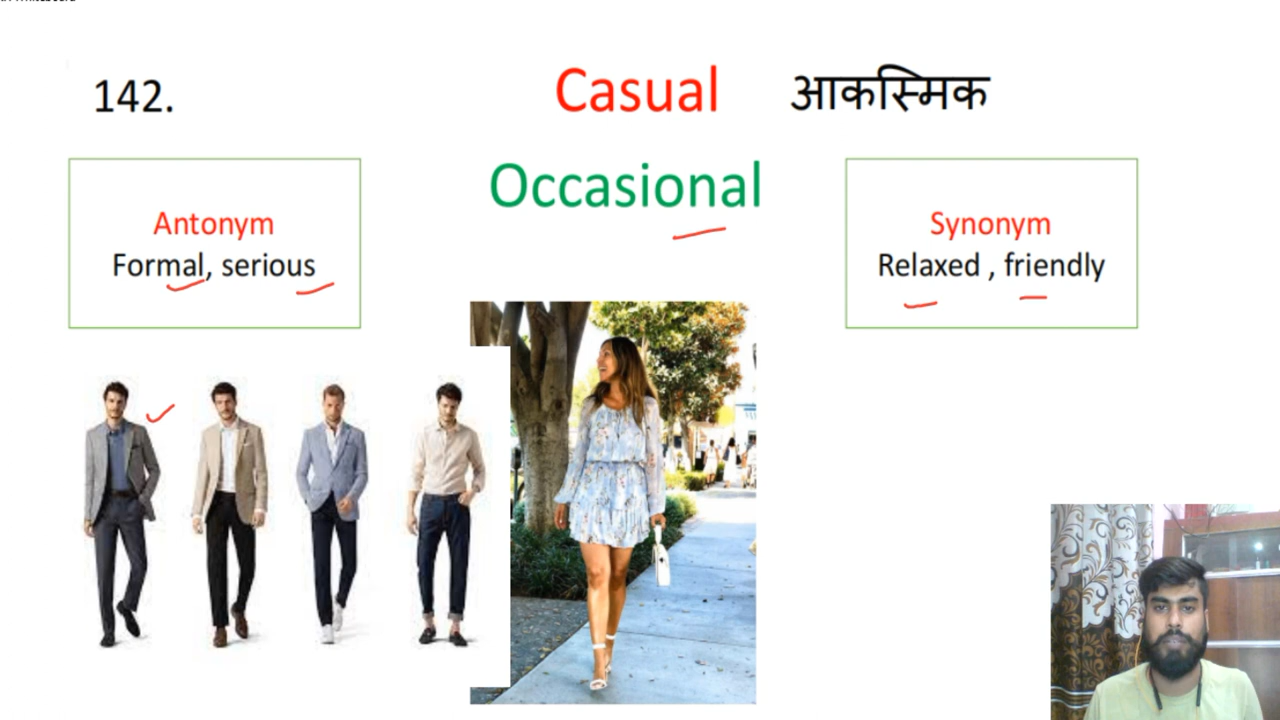 142.
Casual आकस्मिक
Occasional
Antonym
Formal, serious
Synonym
Relaxed , friendly